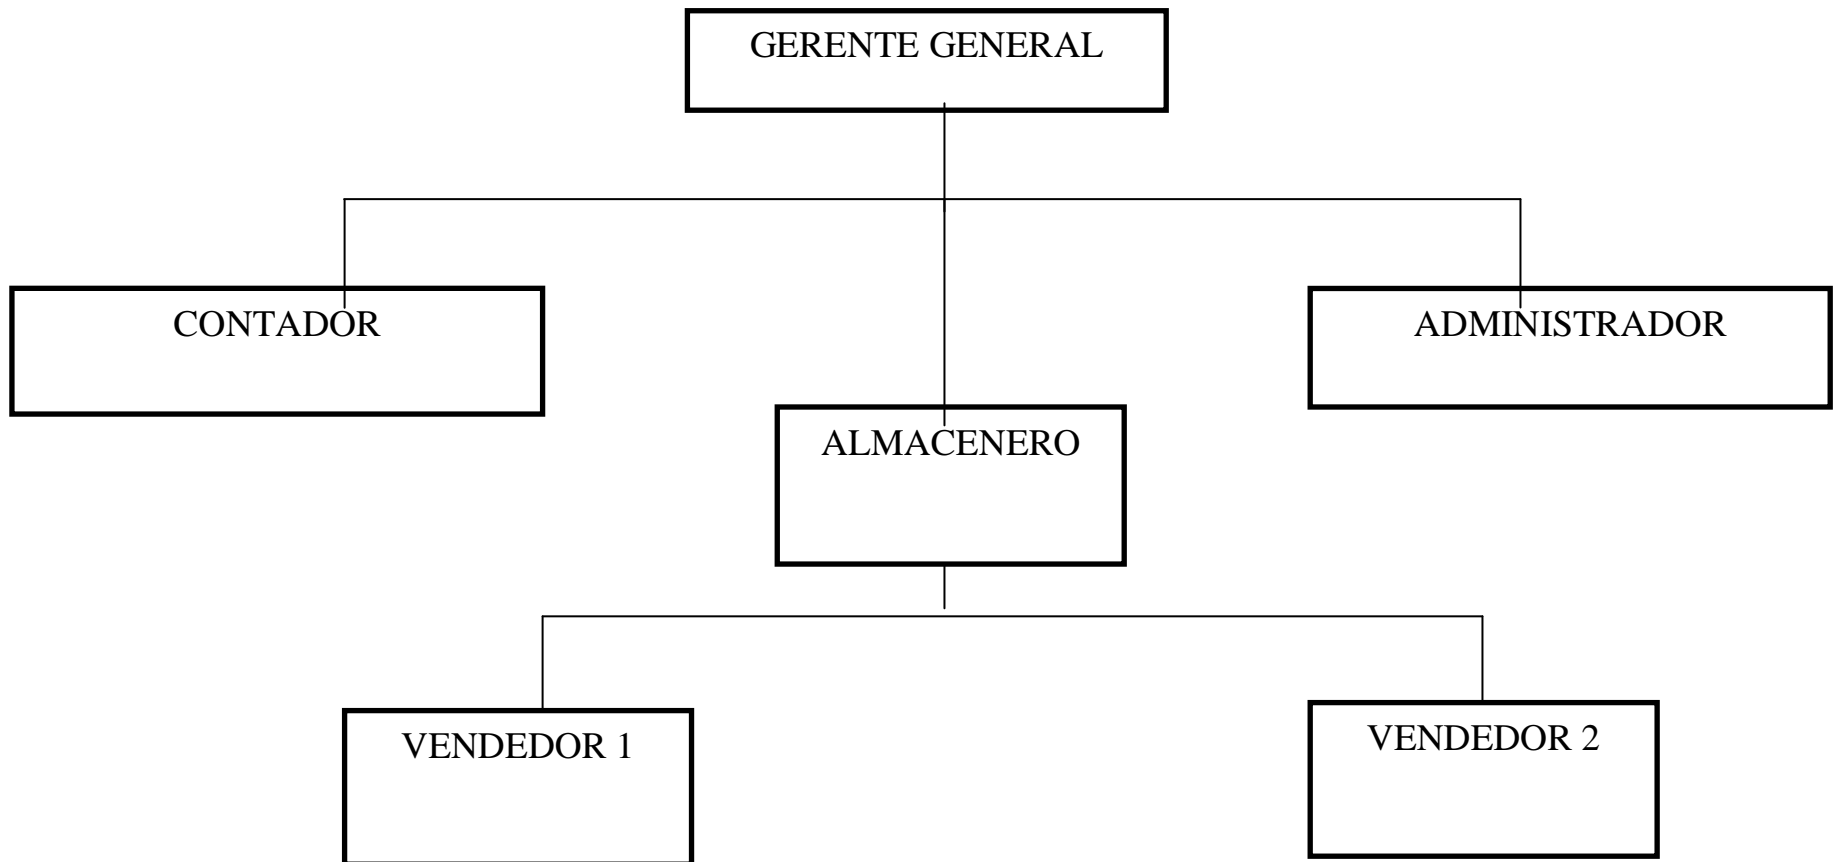 GERENTE GENERAL
CONTADOR
ADMINISTRADOR
ALMACENERO
VENDEDOR 1
VENDEDOR 2